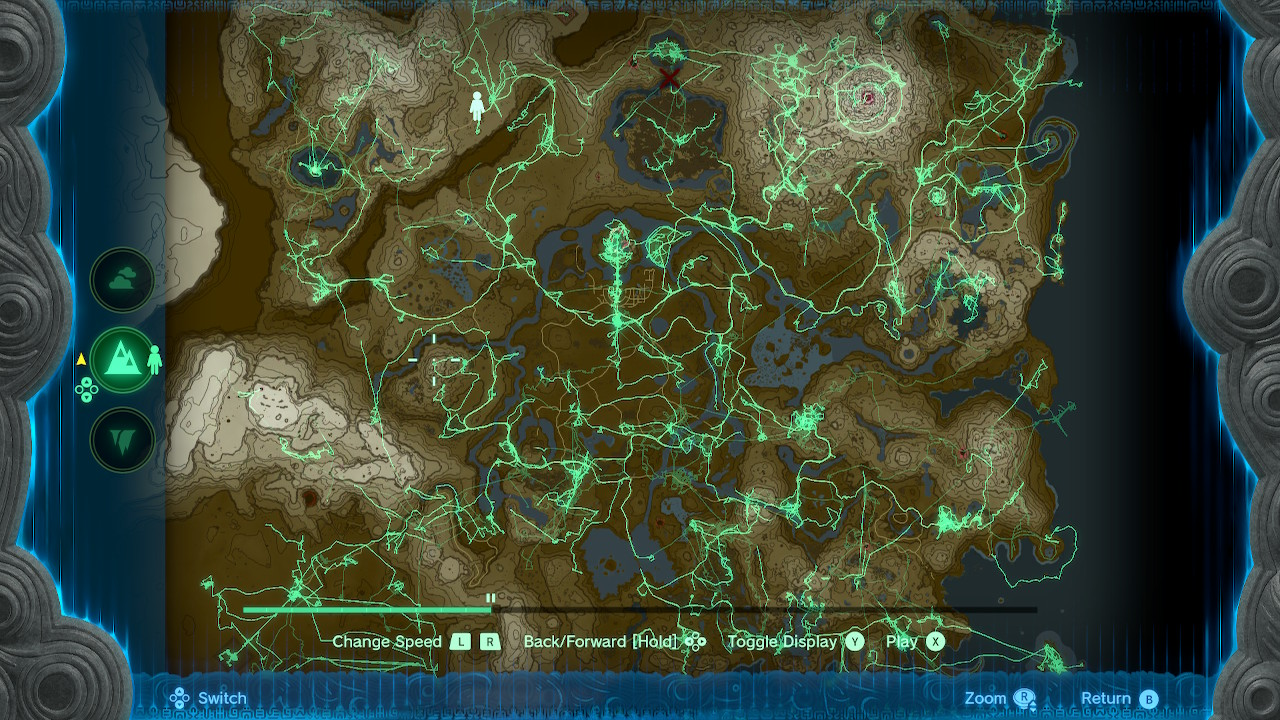 Change Speed L R Back/Forward [Hold] Toggle Display Y Play X
Switch Zoom R Return B